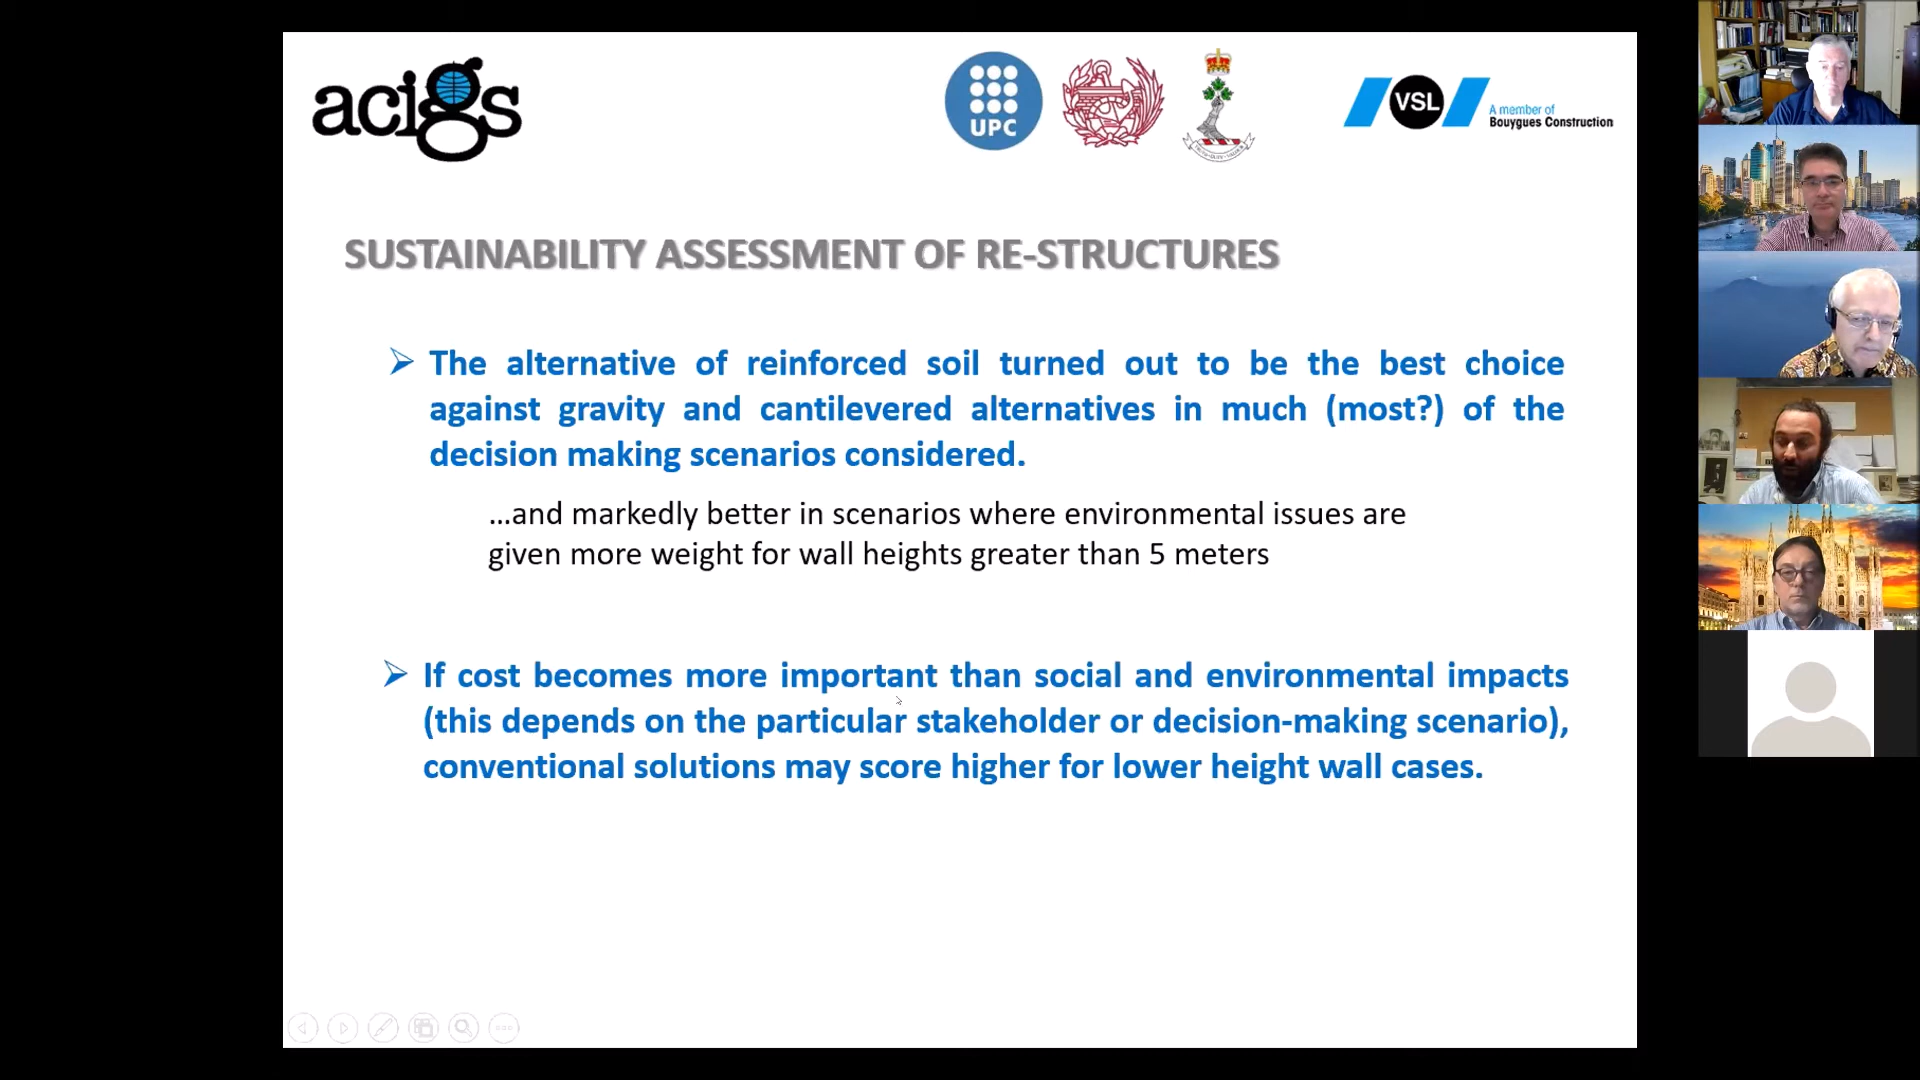 acigs
UPC
VSL
A member of
Bouygues Construction
SUSTAINABILITY ASSESSMENT OF RE-STRUCTURES
The alternative of reinforced soil turned out to be the best choice
against gravity and cantilevered alternatives in much (most?) of the
decision making scenarios considered.
...and markedly better in scenarios where environmental issues are
given more weight for wall heights greater than 5 meters
If cost becomes more important than social and environmental impacts
(this depends on the particular stakeholder or decision-making scenario),
conventional solutions may score higher for lower height wall cases.